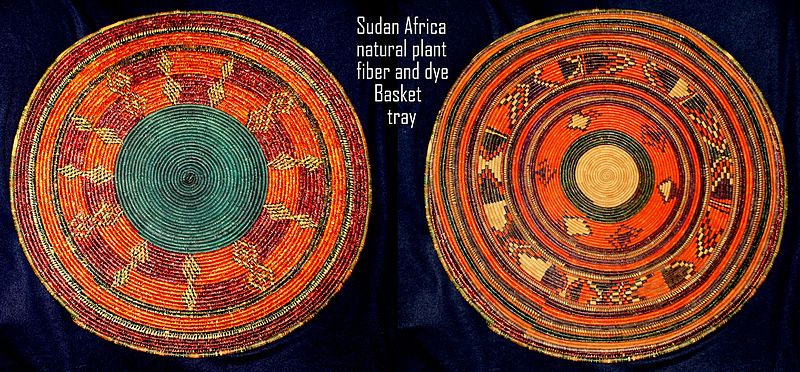 Sudan Africa
natural plant
fiber and dye
Basket
tray